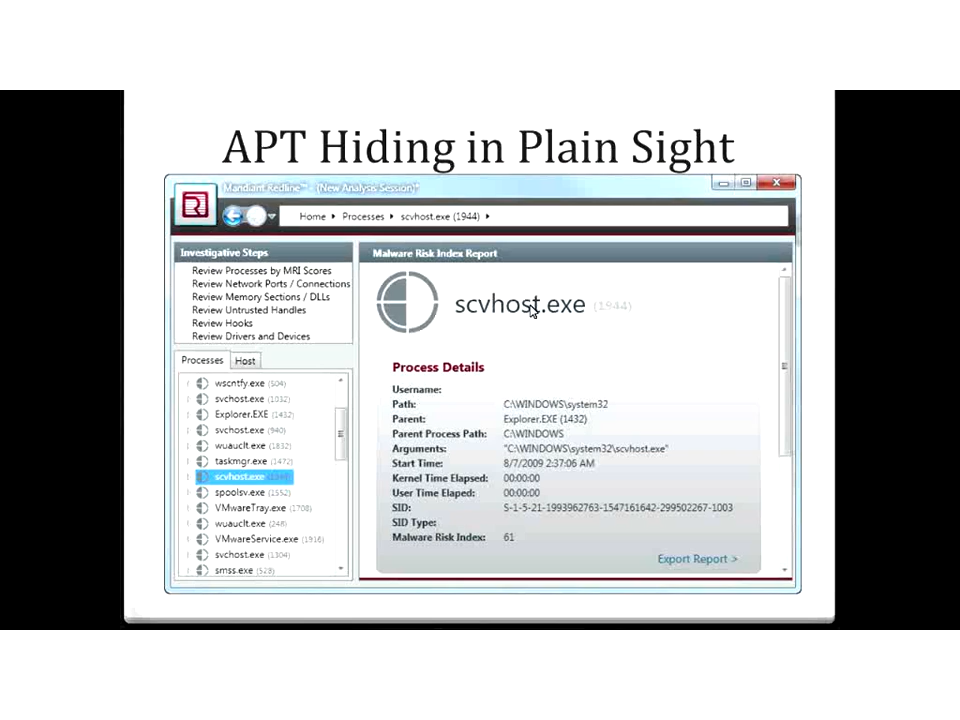 APT Hiding in Plain Sight
Mandiant Redline™ - (New Analysis Session)*
Home Processes scvhost.exe (1944)
Investigative Steps
Review Processes by MRI Scores
Review Network Ports / Connections
Review Memory Sections / DLLs
Review Untrusted Handles
Review Hooks
Review Drivers and Devices
Processes Host
wscntfy.exe (504)
svchost.exe (1032)
Explorer.EXE (1432)
svchost.exe (940)
wuauclt.exe (1832)
taskmgr.exe (1472)
scvhost.exe (1944)
spoolsv.exe (1552)
VMwareTray.exe (1708)
wuauclt.exe (248)
VMwareService.exe (1916)
svchost.exe (1304)
smss.exe (528)
Malware Risk Index Report
scvhost.exe (1944)
Process Details
Username:
Path: C:\WINDOWS\system32
Parent: Explorer.EXE (1432)
Parent Process Path: C:\WINDOWS
Arguments: "C:\WINDOWS\system32\scvhost.exe"
Start Time: 8/7/2009 2:37:06 AM
Kernel Time Elapsed: 00:00:00
User Time Elaped: 00:00:00
SID: S-1-5-21-1993962763-1547161642-299502267-1003
SID Type:
Malware Risk Index: 61
Export Report >